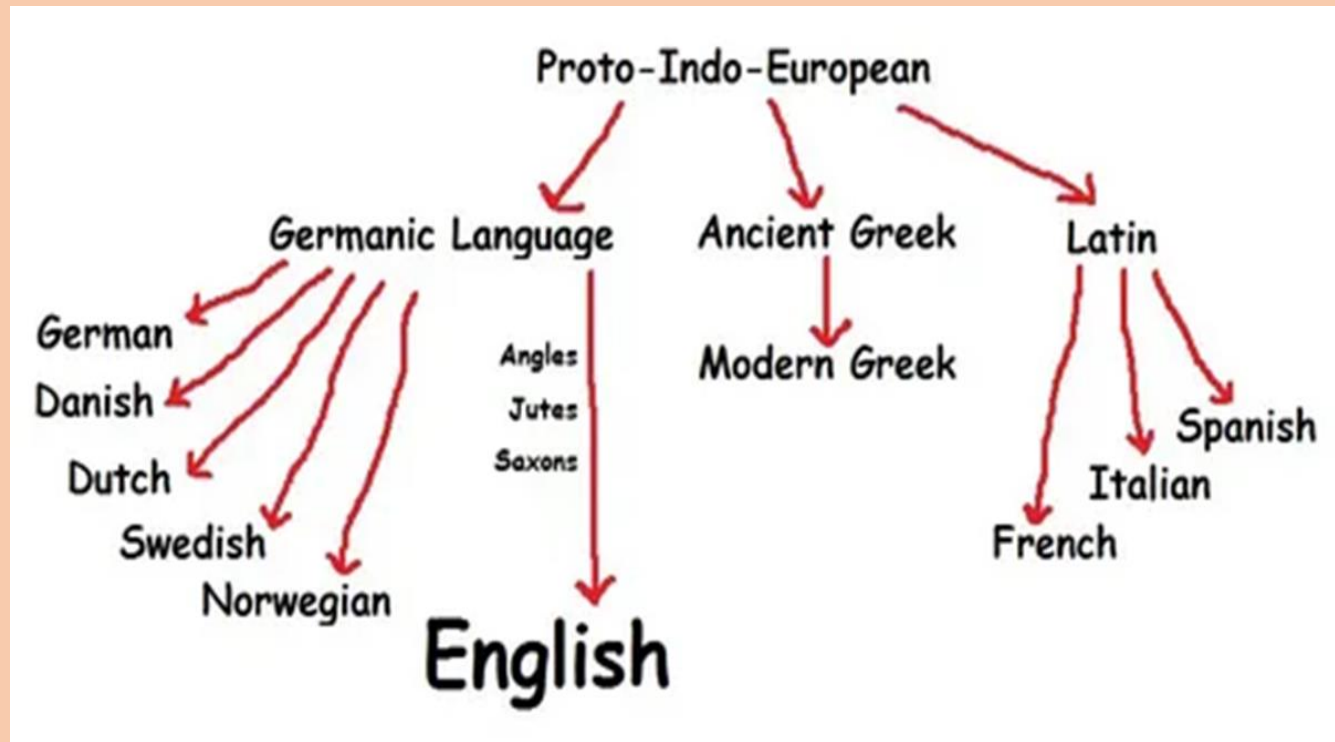 Proto-Indo-European
Germanic Language
Ancient Greek
Latin
German
Danish
Dutch
Swedish
Norwegian
Angles
Jutes
Saxons
English
Modern Greek
Spanish
Italian
French